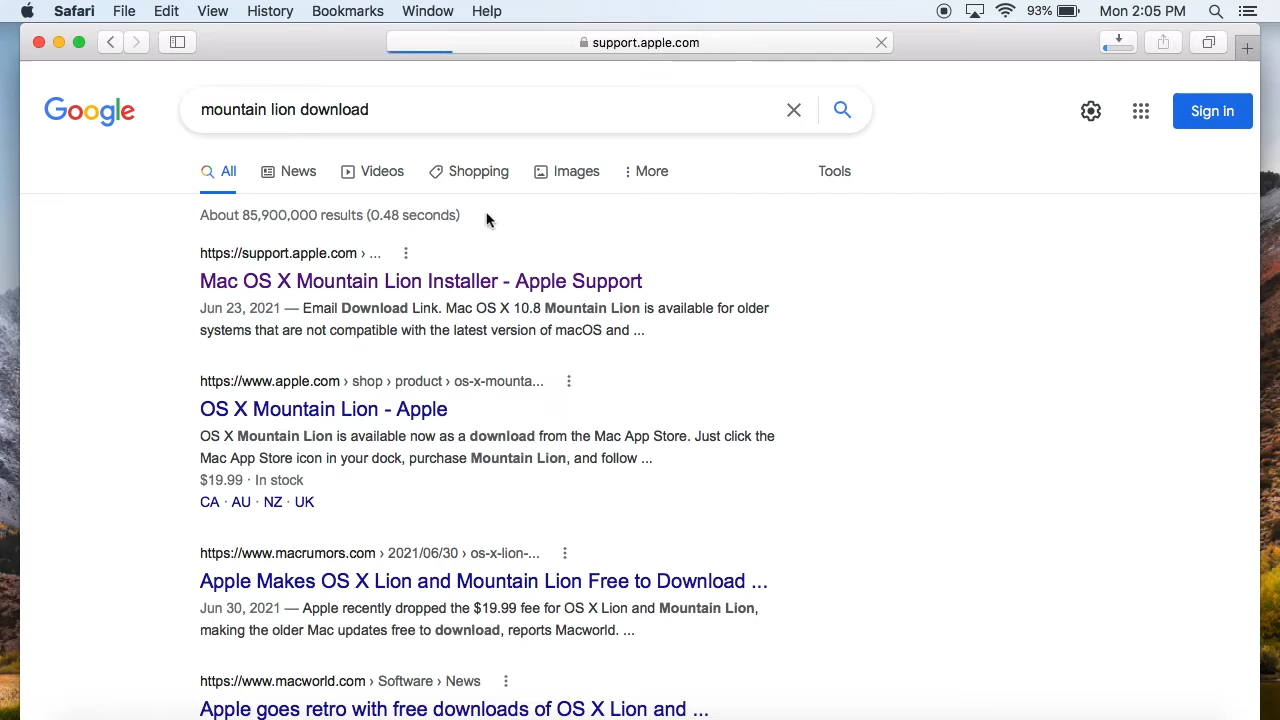 Safari File Edit View History Bookmarks Window Help 93% Mon 2:05 PM
support.apple.com
Google mountain lion download Sign in
All News Videos Shopping Images More Tools
About 85,900,000 results (0.48 seconds)
https://support.apple.com › ...
Mac OS X Mountain Lion Installer - Apple Support
Jun 23, 2021 — Email Download Link. Mac OS X 10.8 Mountain Lion is available for older
systems that are not compatible with the latest version of macOS and ...
https://www.apple.com › shop › product › os-x-mounta...
OS X Mountain Lion - Apple
OS X Mountain Lion is available now as a download from the Mac App Store. Just click the
Mac App Store icon in your dock, purchase Mountain Lion, and follow ...
$19.99 · In stock
CA · AU · NZ · UK
https://www.macrumors.com › 2021/06/30 › os-x-lion-...
Apple Makes OS X Lion and Mountain Lion Free to Download ...
Jun 30, 2021 — Apple recently dropped the $19.99 fee for OS X Lion and Mountain Lion,
making the older Mac updates free to download, reports Macworld. ...
https://www.macworld.com › Software › News
Apple goes retro with free downloads of OS X Lion and ...